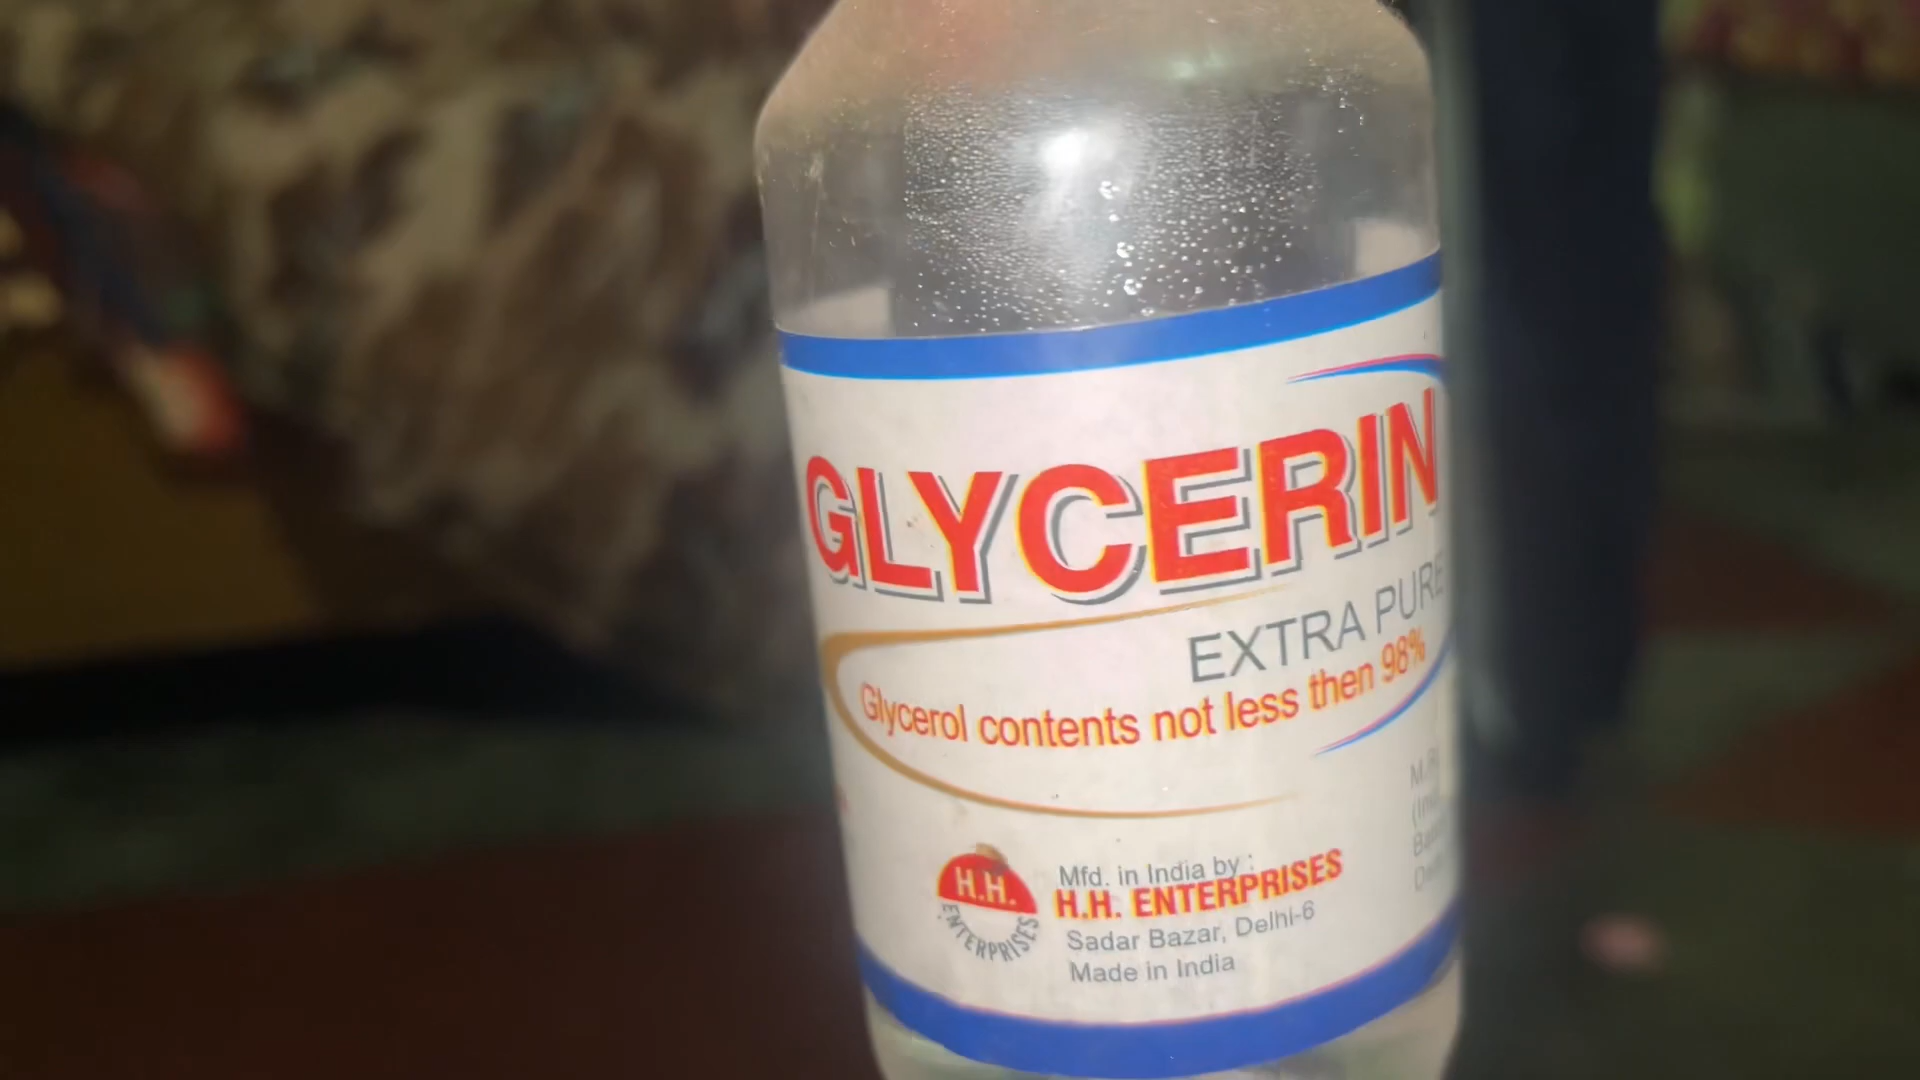 GLYCERIN
EXTRA PURE
Glycerol contents not less then 98%
H.H.
ENTERPRISES
Mfd. in India by :
H.H. ENTERPRISES
Sadar Bazar, Delhi-6
Made in India